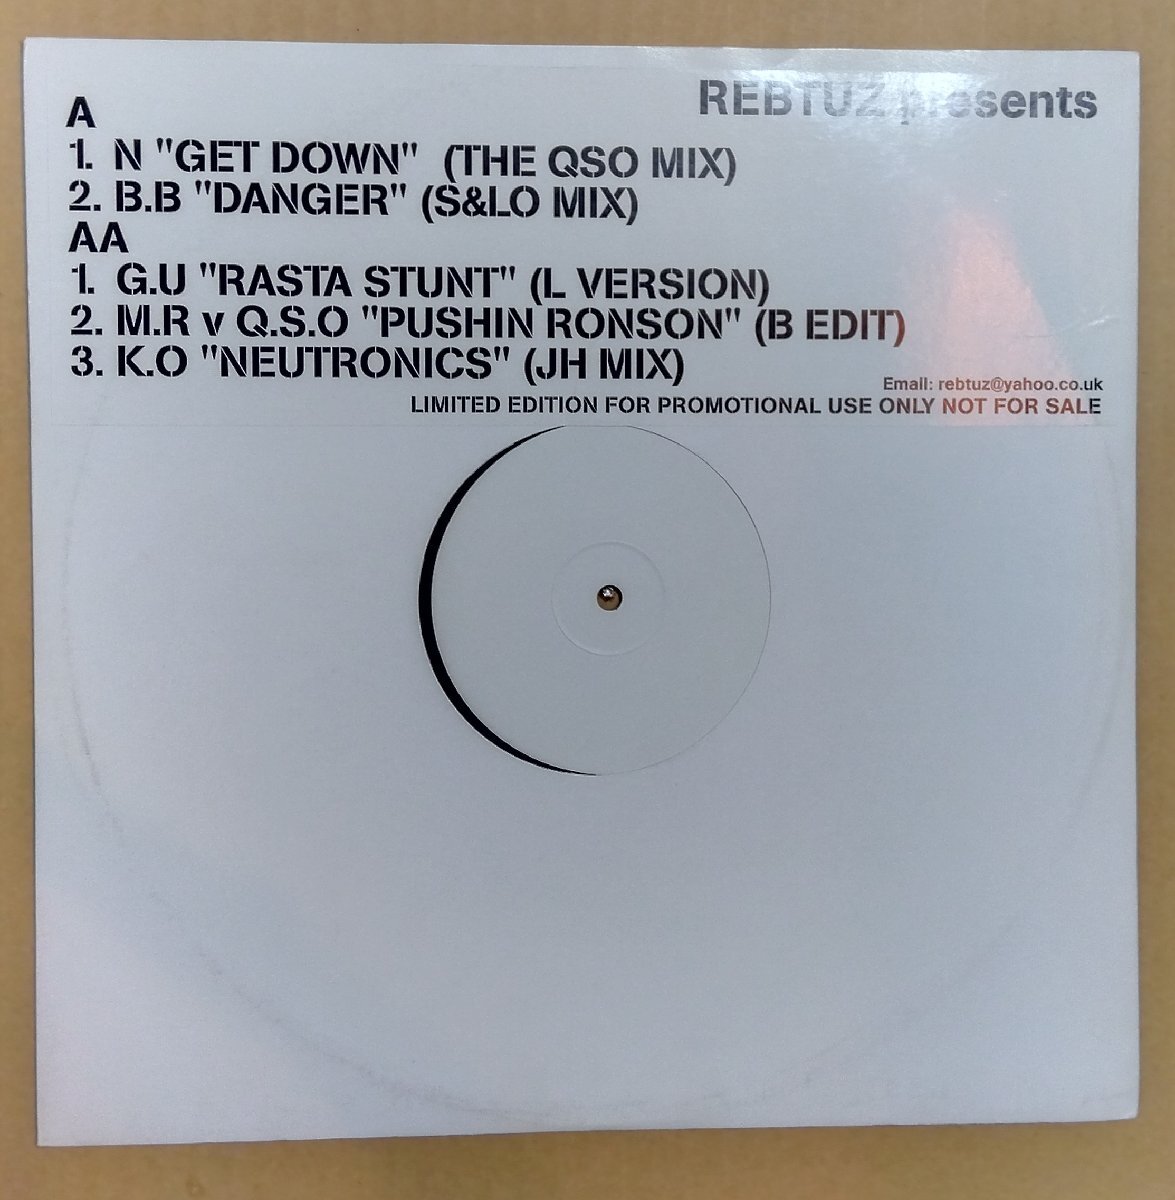 REBTUZ presents
A
1. N "GET DOWN" (THE QSO MIX)
2. B.B "DANGER" (S&LO MIX)
AA
1. G.U "RASTA STUNT" (L VERSION)
2. M.R v Q.S.O "PUSHIN RONSON" (B EDIT)
3. K.O "NEUTRONICS" (JH MIX)
Email: rebtuz@yahoo.co.uk
LIMITED EDITION FOR PROMOTIONAL USE ONLY NOT FOR SALE